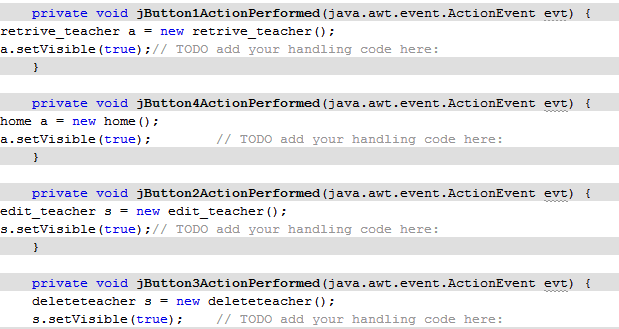 private void jButton1ActionPerformed(java.awt.event.ActionEvent evt) {
retrive_teacher a = new retrive_teacher();
a.setVisible(true);// TODO add your handling code here:
}
private void jButton4ActionPerformed(java.awt.event.ActionEvent evt) {
home a = new home();
a.setVisible(true);        // TODO add your handling code here:
}
private void jButton2ActionPerformed(java.awt.event.ActionEvent evt) {
edit_teacher s = new edit_teacher();
s.setVisible(true);// TODO add your handling code here:
}
private void jButton3ActionPerformed(java.awt.event.ActionEvent evt) {
deleteteacher s = new deleteteacher();
s.setVisible(true);    // TODO add your handling code here: